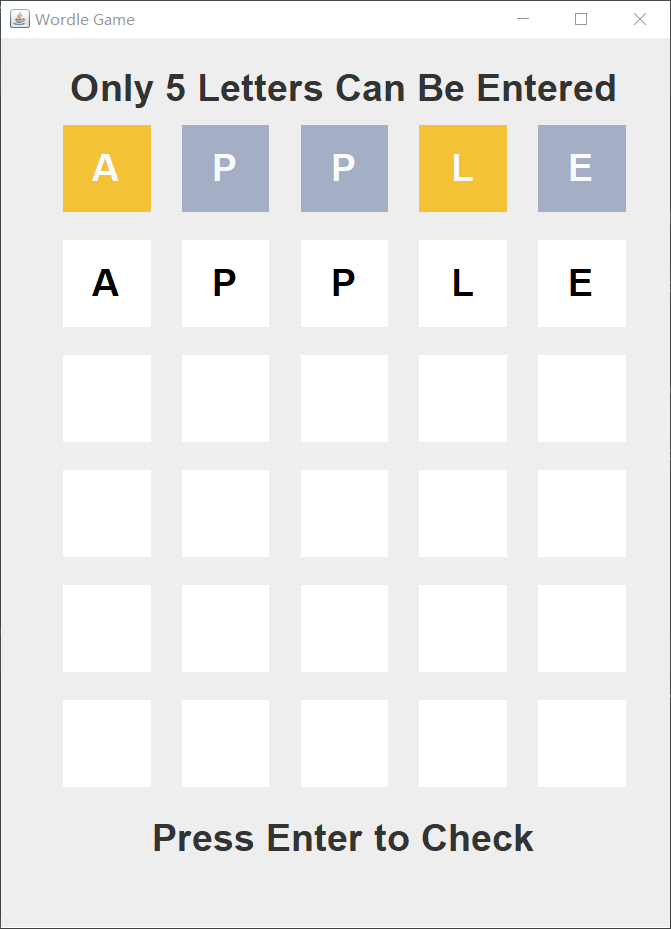 Wordle Game
Only 5 Letters Can Be Entered
A P P L E
A P P L E
Press Enter to Check